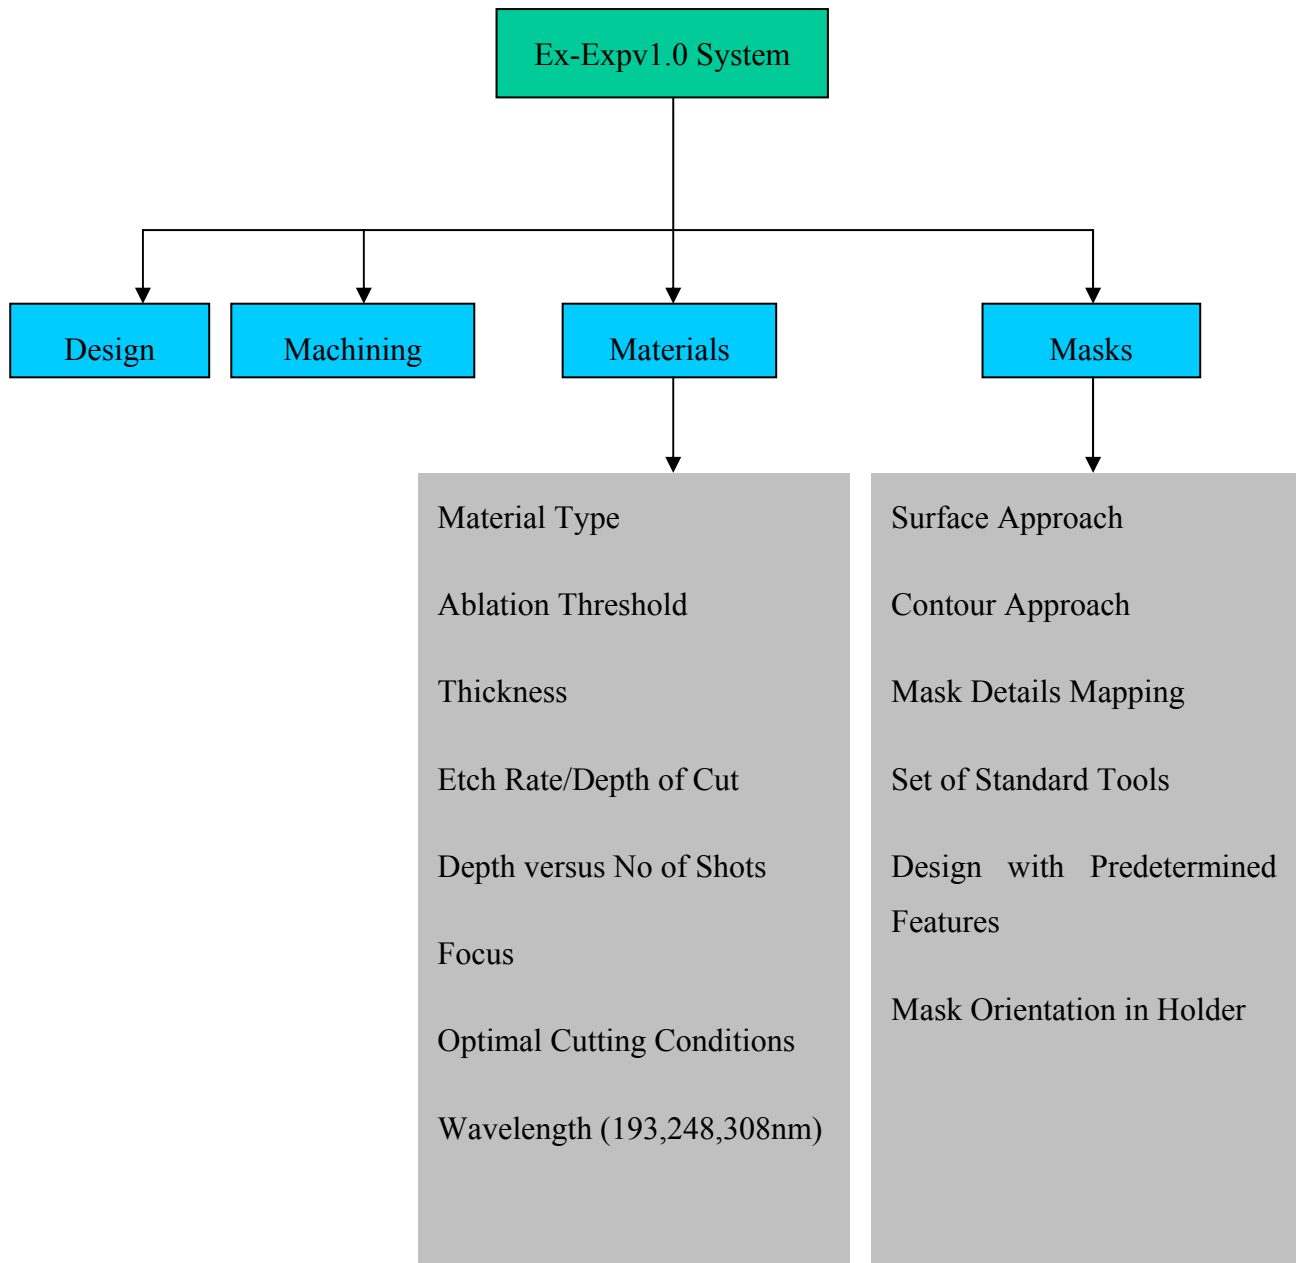 Ex-Expv1.0 System
Design
Machining
Materials
Masks
Material Type
Ablation Threshold
Thickness
Etch Rate/Depth of Cut
Depth versus No of Shots
Focus
Optimal Cutting Conditions
Wavelength (193,248,308nm)
Surface Approach
Contour Approach
Mask Details Mapping
Set of Standard Tools
Design with Predetermined
Features
Mask Orientation in Holder